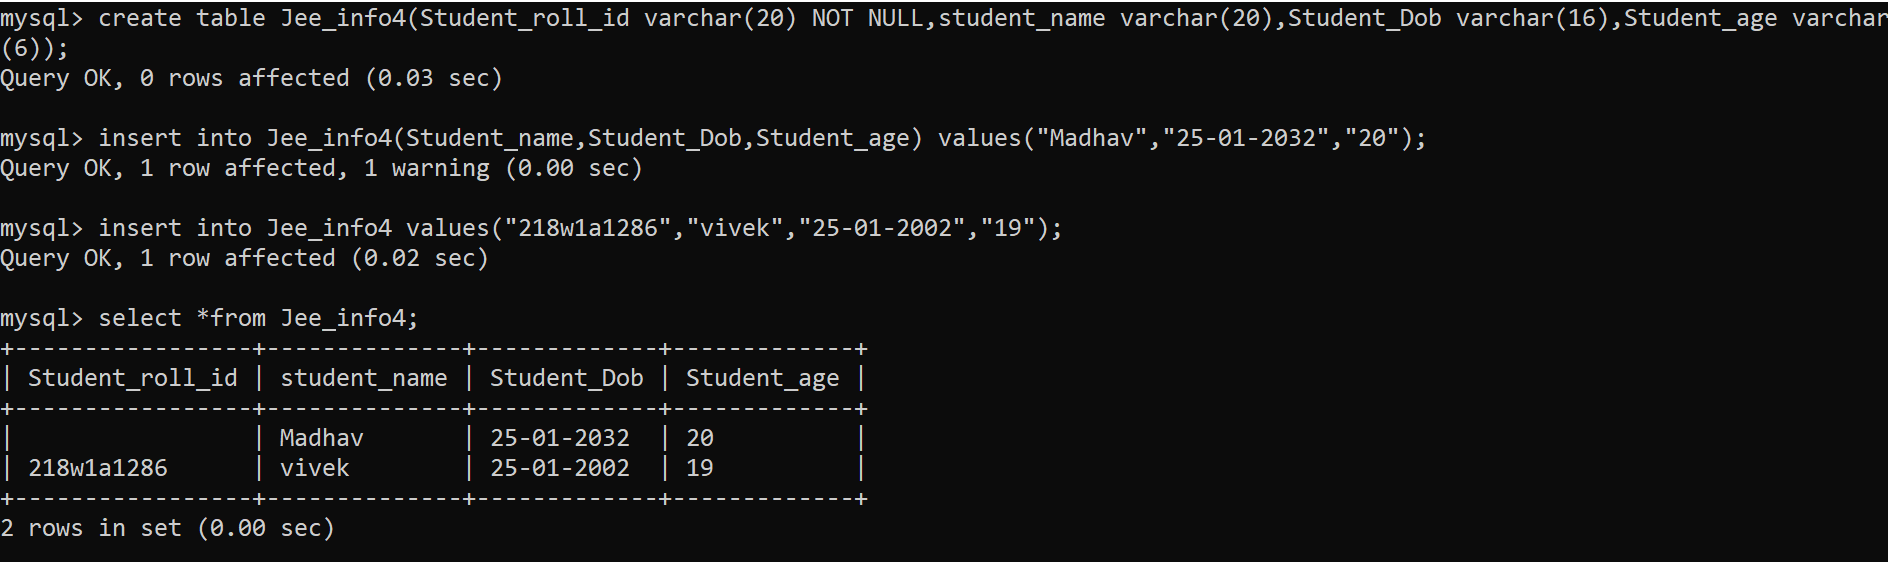 mysql> create table Jee_info4(Student_roll_id varchar(20) NOT NULL,student_name varchar(20),Student_Dob varchar(16),Student_age varchar
(6));
Query OK, 0 rows affected (0.03 sec)

mysql> insert into Jee_info4(Student_name,Student_Dob,Student_age) values("Madhav","25-01-2032","20");
Query OK, 1 row affected, 1 warning (0.00 sec)

mysql> insert into Jee_info4 values("218w1a1286","vivek","25-01-2002","19");
Query OK, 1 row affected (0.02 sec)

mysql> select *from Jee_info4;
+-----------------+--------------+-------------+-------------+
| Student_roll_id | student_name | Student_Dob | Student_age |
+-----------------+--------------+-------------+-------------+
|                 | Madhav       | 25-01-2032  | 20          |
| 218w1a1286      | vivek        | 25-01-2002  | 19          |
+-----------------+--------------+-------------+-------------+
2 rows in set (0.00 sec)